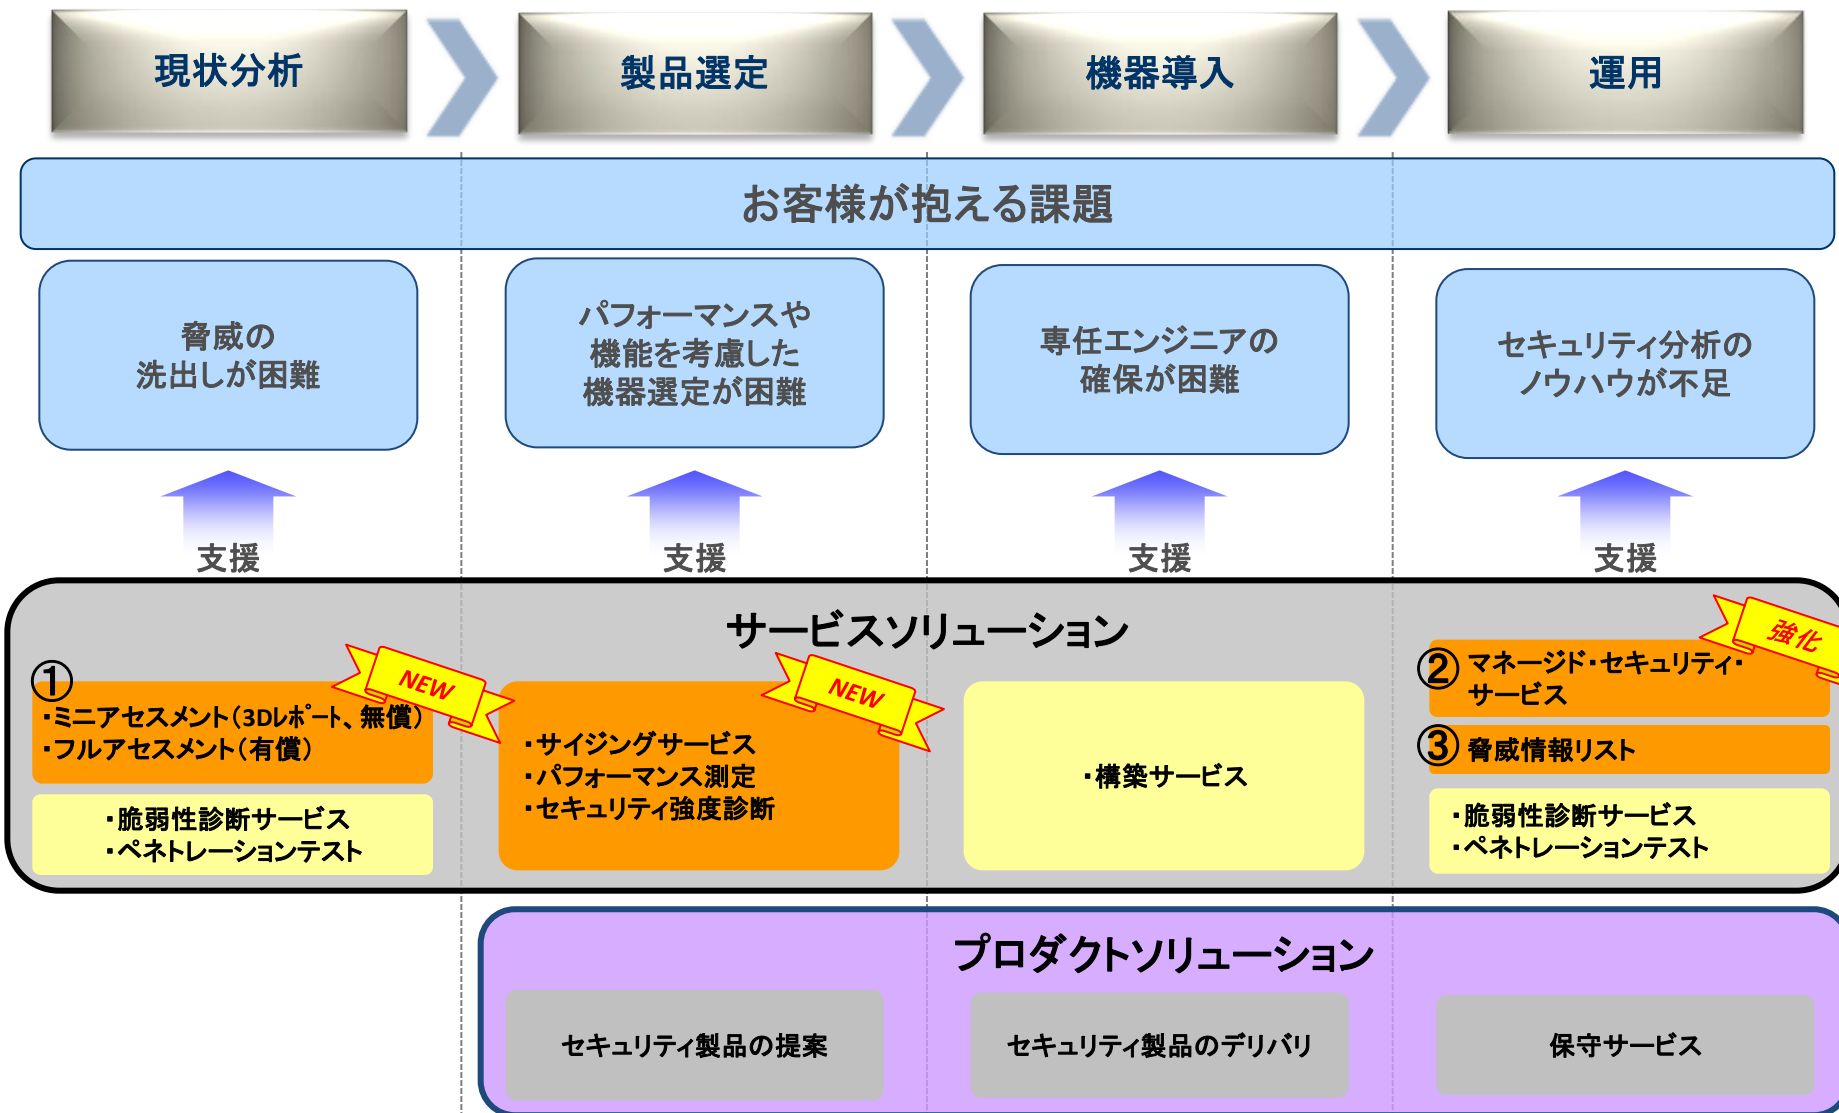 現状分析
製品選定
機器導入
運用
お客様が抱える課題
脅威の
洗出しが困難
パフォーマンスや
機能を考慮した
機器選定が困難
専任エンジニアの
確保が困難
セキュリティ分析の
ノウハウが不足
支援
支援
支援
支援
サービスソリューション
①
NEW
・ミニアセスメント（3Dﾚﾎﾟｰﾄ、無償）
・フルアセスメント（有償）
・脆弱性診断サービス
・ペネトレーションテスト
NEW
・サイジングサービス
・パフォーマンス測定
・セキュリティ強度診断
・構築サービス
強化
② マネージド・セキュリティ・
サービス
③ 脅威情報リスト
・脆弱性診断サービス
・ペネトレーションテスト
プロダクトソリューション
セキュリティ製品の提案
セキュリティ製品のデリバリ
保守サービス